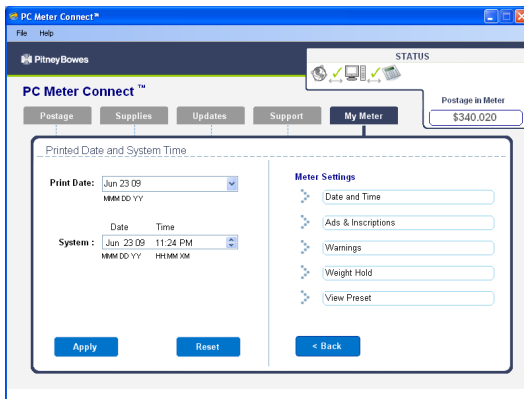 PC Meter Connect™
File Help
PitneyBowes
STATUS
PC Meter Connect ™
Postage in Meter
$340.020
Postage Supplies Updates Support My Meter
Printed Date and System Time
Print Date: Jun 23 09
MMM DD YY
Date Time
System : Jun 23 09 11:24 PM
MMM DD YY HH:MM XM
Apply Reset
Meter Settings
Date and Time
Ads & Inscriptions
Warnings
Weight Hold
View Preset
< Back